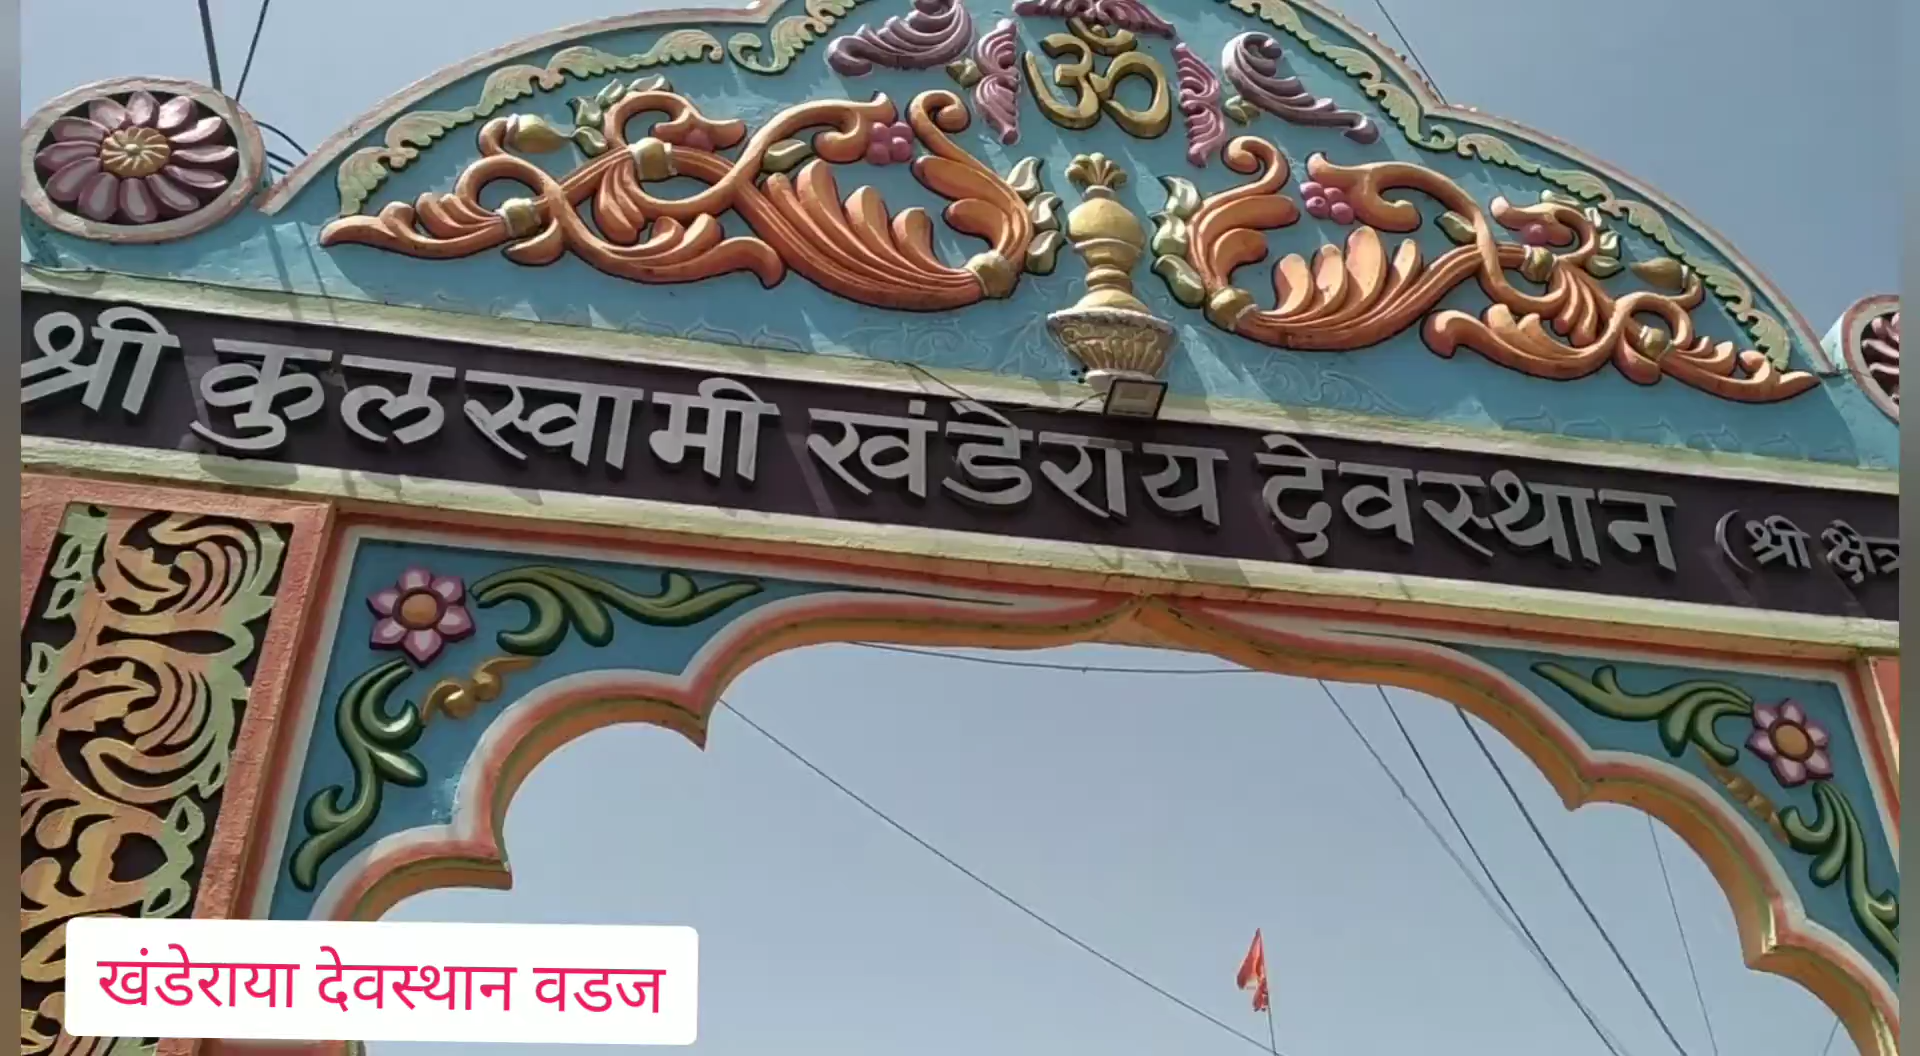 ॐ
श्री कुलस्वामी खंडेराय देवस्थान (श्री क्षेत्र
खंडेराया देवस्थान वडज